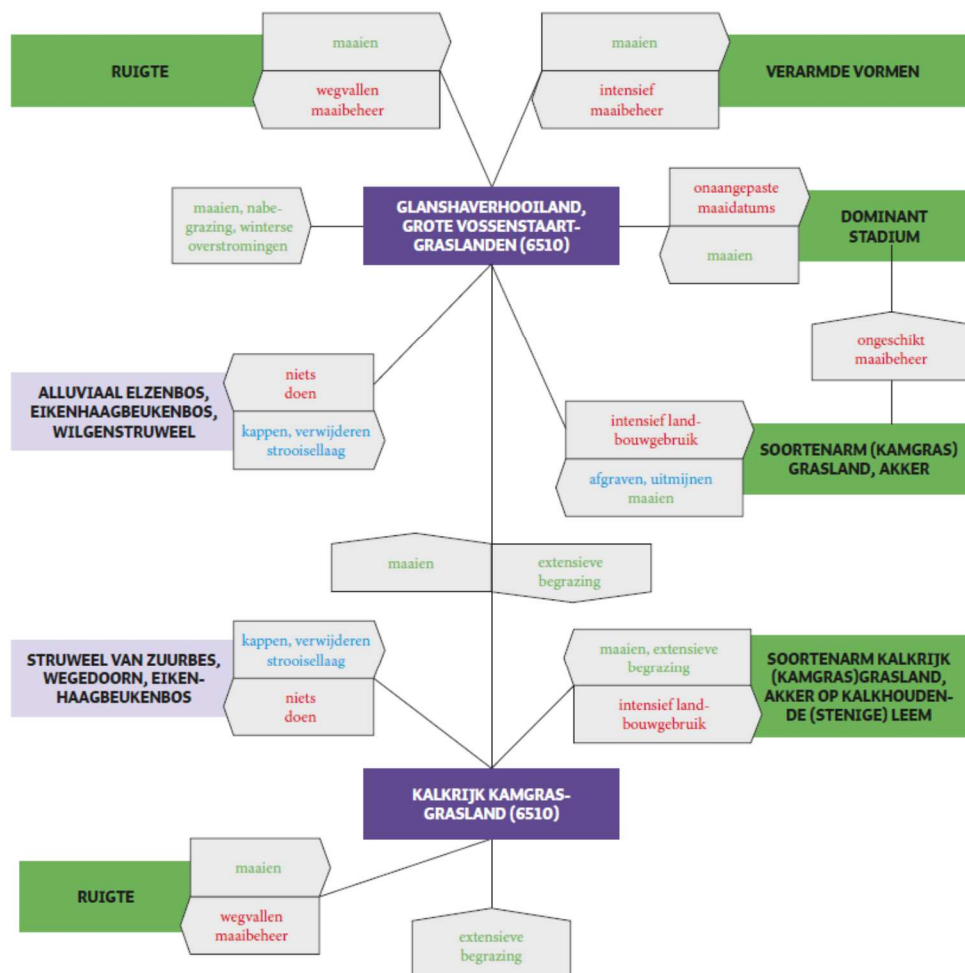 RUIGTE
maaien
wegvallen
maaibeheer
maaien
intensief
maaibeheer
VERARMDE VORMEN
maaien, nabe-
grazing, winterse
overstromingen
GLANSHAVERHOOILAND,
GROTE VOSSENSTAART-
GRASLANDEN (6510)
onaangepaste
maaidatums
maaien
DOMINANT
STADIUM
ongeschikt
maaibeheer
ALLUVIAAL ELZENBOS,
EIKENHAAGBEUKENBOS,
WILGENSTRUWEEL
niets
doen
kappen, verwijderen
strooisellaag
intensief land-
bouwgebruik
afgraven, uitmijnen
maaien
SOORTENARM (KAMGRAS)
GRASLAND, AKKER
maaien
extensieve
begrazing
STRUWEEL VAN ZUURBES,
WEGEDOORN, EIKEN-
HAAGBEUKENBOS
kappen, verwijderen
strooisellaag
niets
doen
maaien, extensieve
begrazing
intensief land-
bouwgebruik
SOORTENARM KALKRIJK
(KAMGRAS)GRASLAND,
AKKER OP KALKHOUDEN-
DE (STENIGE) LEEM
KALKRIJK KAMGRAS-
GRASLAND (6510)
RUIGTE
maaien
wegvallen
maaibeheer
extensieve
begrazing